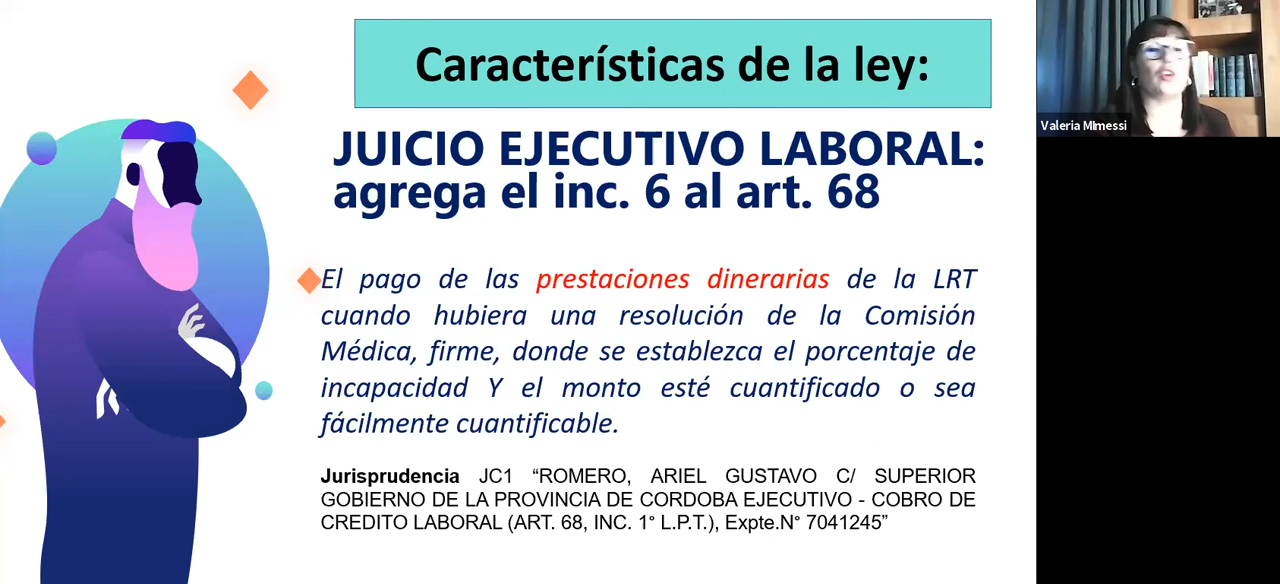 Características de la ley:
JUICIO EJECUTIVO LABORAL:
agrega el inc. 6 al art. 68
El pago de las prestaciones dinerarias de la LRT
cuando hubiera una resolución de la Comisión
Médica, firme, donde se establezca el porcentaje de
incapacidad Y el monto esté cuantificado o sea
fácilmente cuantificable.
Jurisprudencia JC1 “ROMERO, ARIEL GUSTAVO C/ SUPERIOR
GOBIERNO DE LA PROVINCIA DE CORDOBA EJECUTIVO - COBRO DE
CREDITO LABORAL (ART. 68, INC. 1° L.P.T.), Expte.N° 7041245”
Valeria MImessi